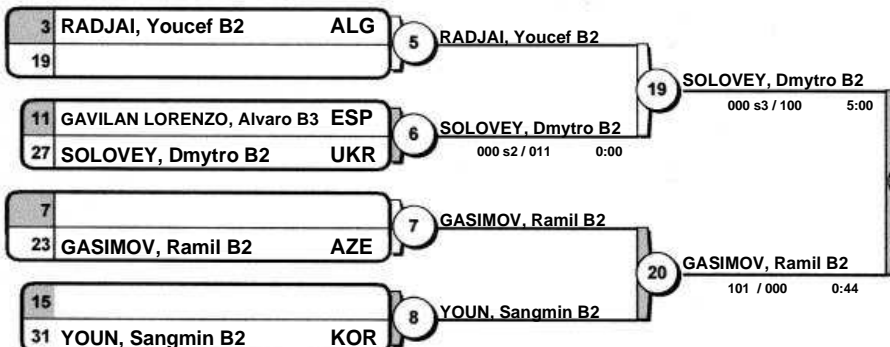 3 RADJAI, Youcef B2 ALG
19
5
RADJAI, Youcef B2
11 GAVILAN LORENZO, Alvaro B3 ESP
27 SOLOVEY, Dmytro B2 UKR
6
SOLOVEY, Dmytro B2
000 s2 / 011 0:00
19
SOLOVEY, Dmytro B2
000 s3 / 100 5:00
7
23 GASIMOV, Ramil B2 AZE
7
GASIMOV, Ramil B2
15
31 YOUN, Sangmin B2 KOR
8
YOUN, Sangmin B2
20
GASIMOV, Ramil B2
101 / 000 0:44